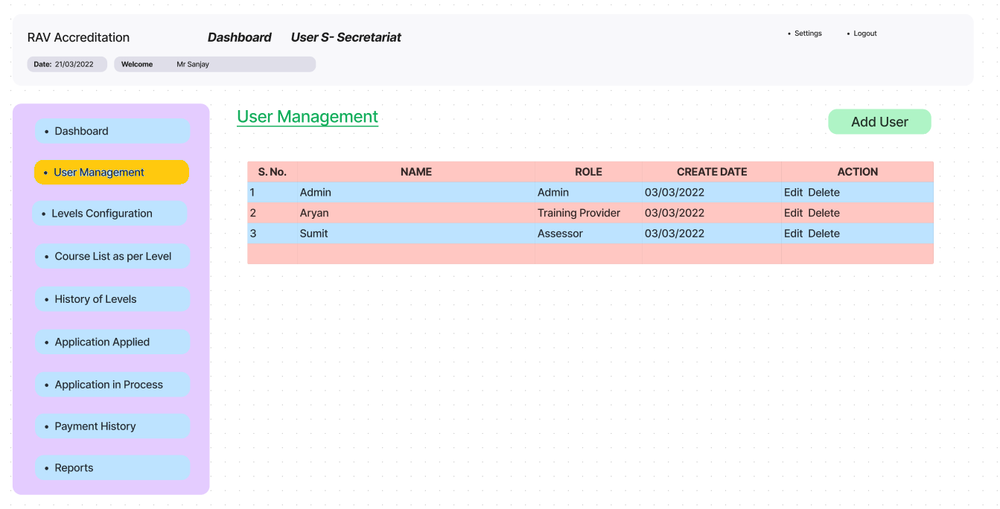 RAV Accreditation Dashboard User S- Secretariat
• Settings • Logout
Date: 21/03/2022 Welcome Mr Sanjay
• Dashboard
• User Management
• Levels Configuration
• Course List as per Level
• History of Levels
• Application Applied
• Application in Process
• Payment History
• Reports
User Management
Add User
S. No. NAME ROLE CREATE DATE ACTION
1 Admin Admin 03/03/2022 Edit Delete
2 Aryan Training Provider 03/03/2022 Edit Delete
3 Sumit Assessor 03/03/2022 Edit Delete